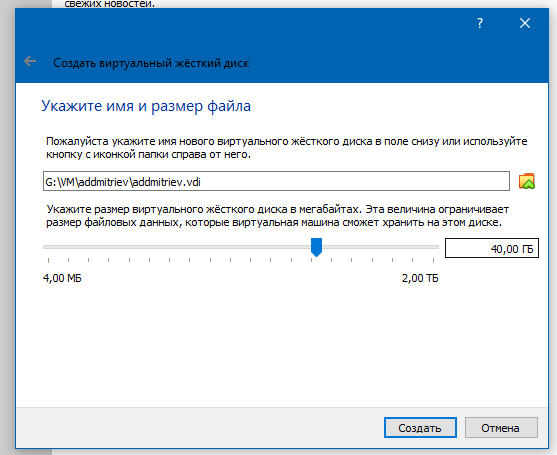 свежих новостей.
?
Создать виртуальный жёсткий диск
Укажите имя и размер файла
Пожалуйста укажите имя нового виртуального жёсткого диска в поле снизу или используйте
кнопку с иконкой папки справа от него.
G:\VM\addmitriev\addmitriev.vdi
Укажите размер виртуального жёсткого диска в мегабайтах. Эта величина ограничивает
размер файловых данных, которые виртуальная машина сможет хранить на этом диске.
40,00 ГБ
4,00 МБ
2,00 ТБ
Создать
Отмена